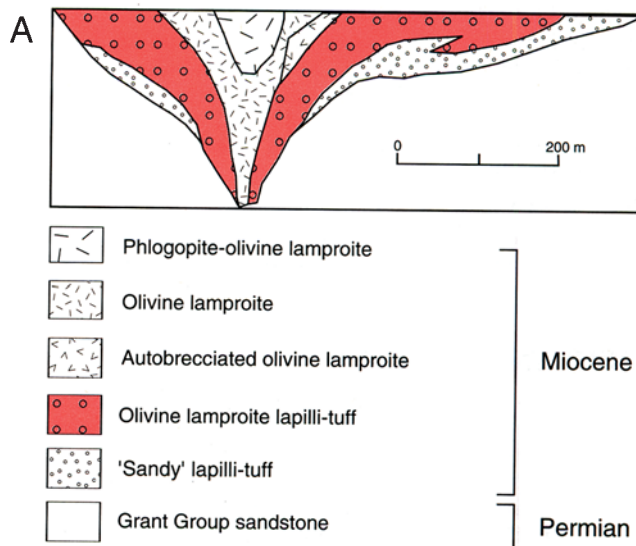 A
0 200 m
Phlogopite-olivine lamproite
Olivine lamproite
Autobrecciated olivine lamproite
Miocene
Olivine lamproite lapilli-tuff
'Sandy' lapilli-tuff
Grant Group sandstone
Permian